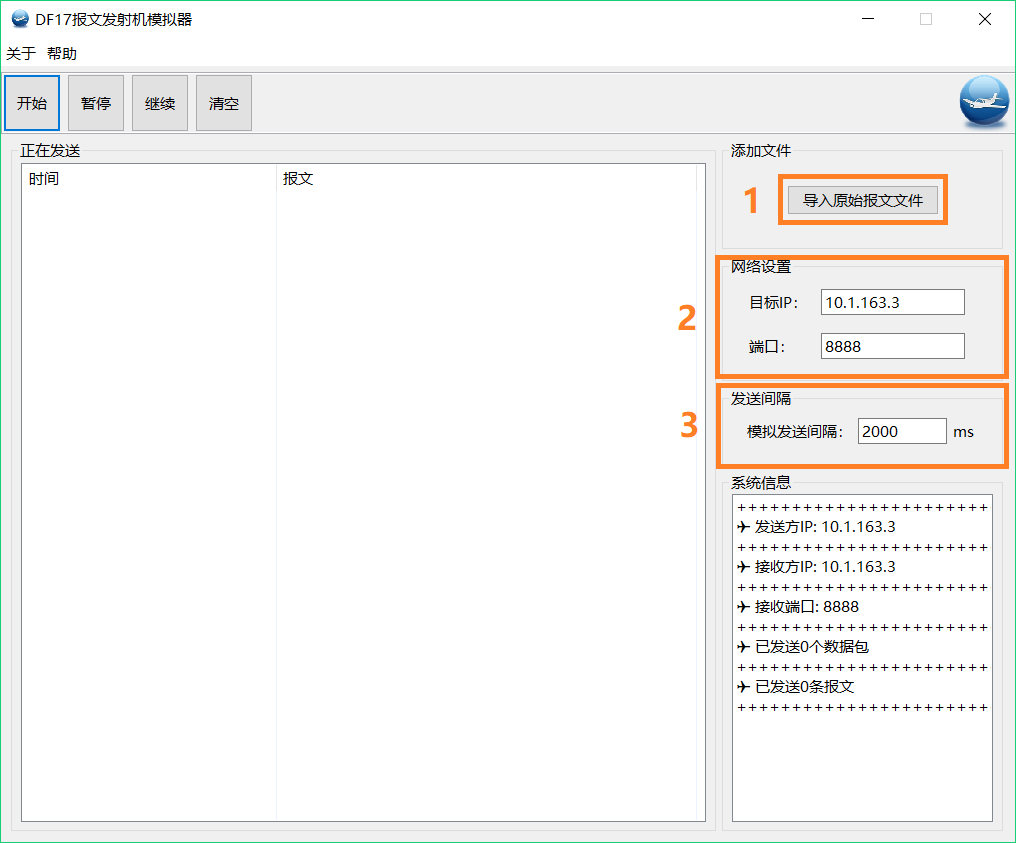 DF17报文发射机模拟器
关于 帮助
开始 暂停 继续 清空
正在发送
时间 报文
添加文件
1 导入原始报文文件
网络设置
2
目标IP： 10.1.163.3
端口： 8888
发送间隔
3 模拟发送间隔： 2000 ms
系统信息
+++++++++++++++++++++++
✈ 发送方IP: 10.1.163.3
+++++++++++++++++++++++
✈ 接收方IP: 10.1.163.3
+++++++++++++++++++++++
✈ 接收端口: 8888
+++++++++++++++++++++++
✈ 已发送0个数据包
+++++++++++++++++++++++
✈ 已发送0条报文
+++++++++++++++++++++++